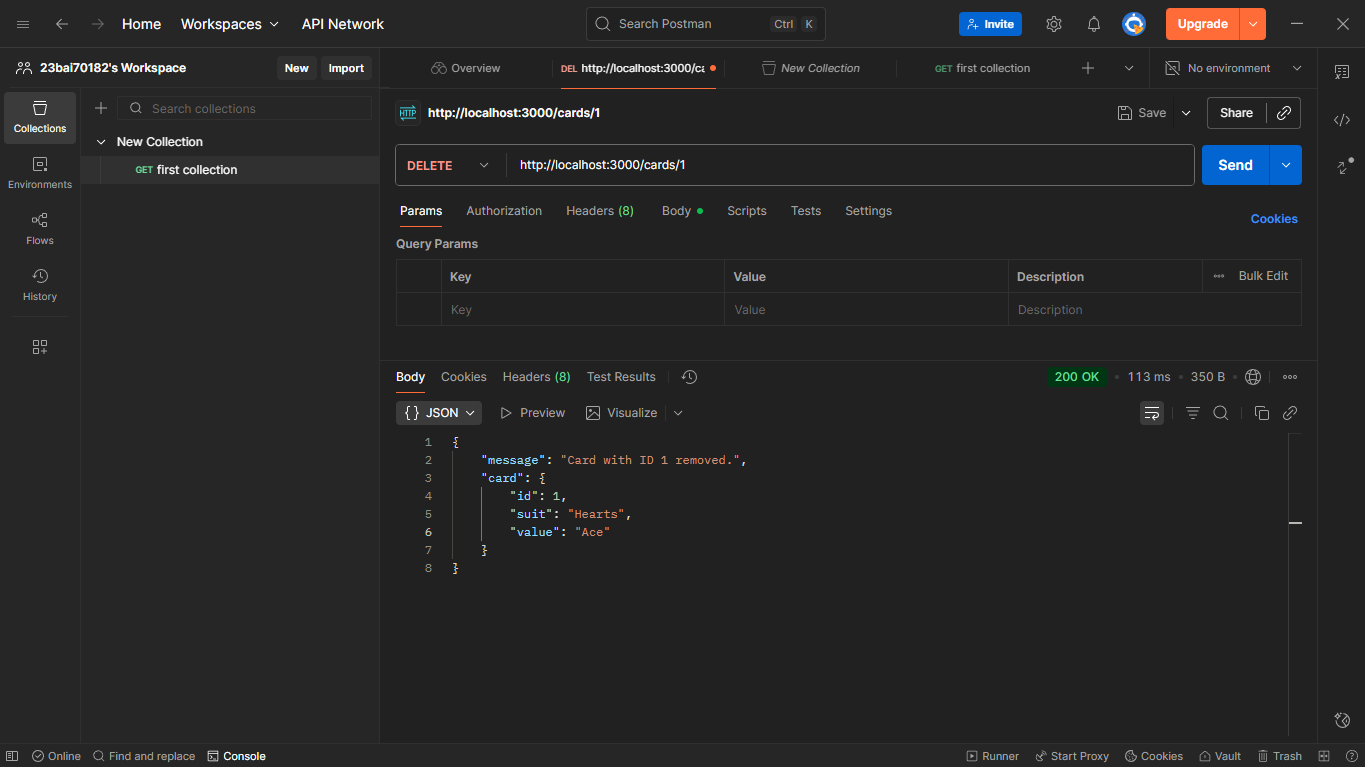 Home Workspaces API Network Search Postman Ctrl K Invite Upgrade
23bai70182's Workspace New Import Overview DEL http://localhost:3000/ca New Collection GET first collection No environment
Collections
Environments
Flows
History
Search collections
New Collection
GET first collection
HTTP http://localhost:3000/cards/1 Save Share
DELETE http://localhost:3000/cards/1 Send
Params Authorization Headers (8) Body Scripts Tests Settings Cookies
Query Params
Key Value Description Bulk Edit
Key Value Description
Body Cookies Headers (8) Test Results 200 OK 113 ms 350 B
{ } JSON Preview Visualize
1 {
2 "message": "Card with ID 1 removed.",
3 "card": {
4 "id": 1,
5 "suit": "Hearts",
6 "value": "Ace"
7 }
8 }
Online Find and replace Console Runner Start Proxy Cookies Vault Trash